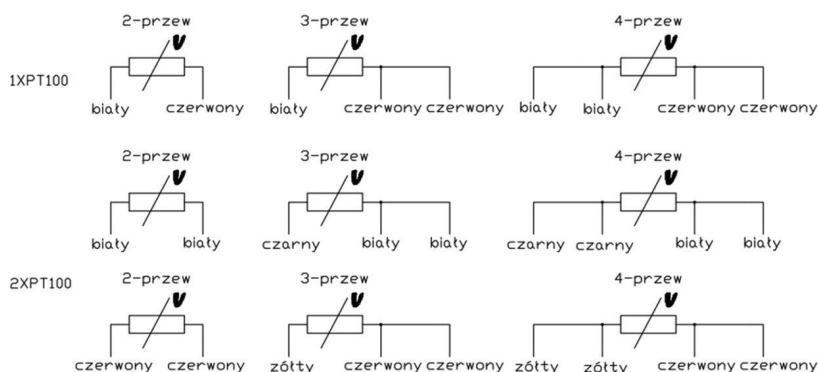 2-przew 3-przew 4-przew
υ υ υ
1XPT100
biały czerwony biały czerwony czerwony biały biały czerwony czerwony
2-przew 3-przew 4-przew
υ υ υ
biały biały czarny biały biały czarny czarny biały biały
2XPT100
2-przew 3-przew 4-przew
υ υ υ
czerwony czerwony żółty czerwony czerwony żółty żółty czerwony czerwony